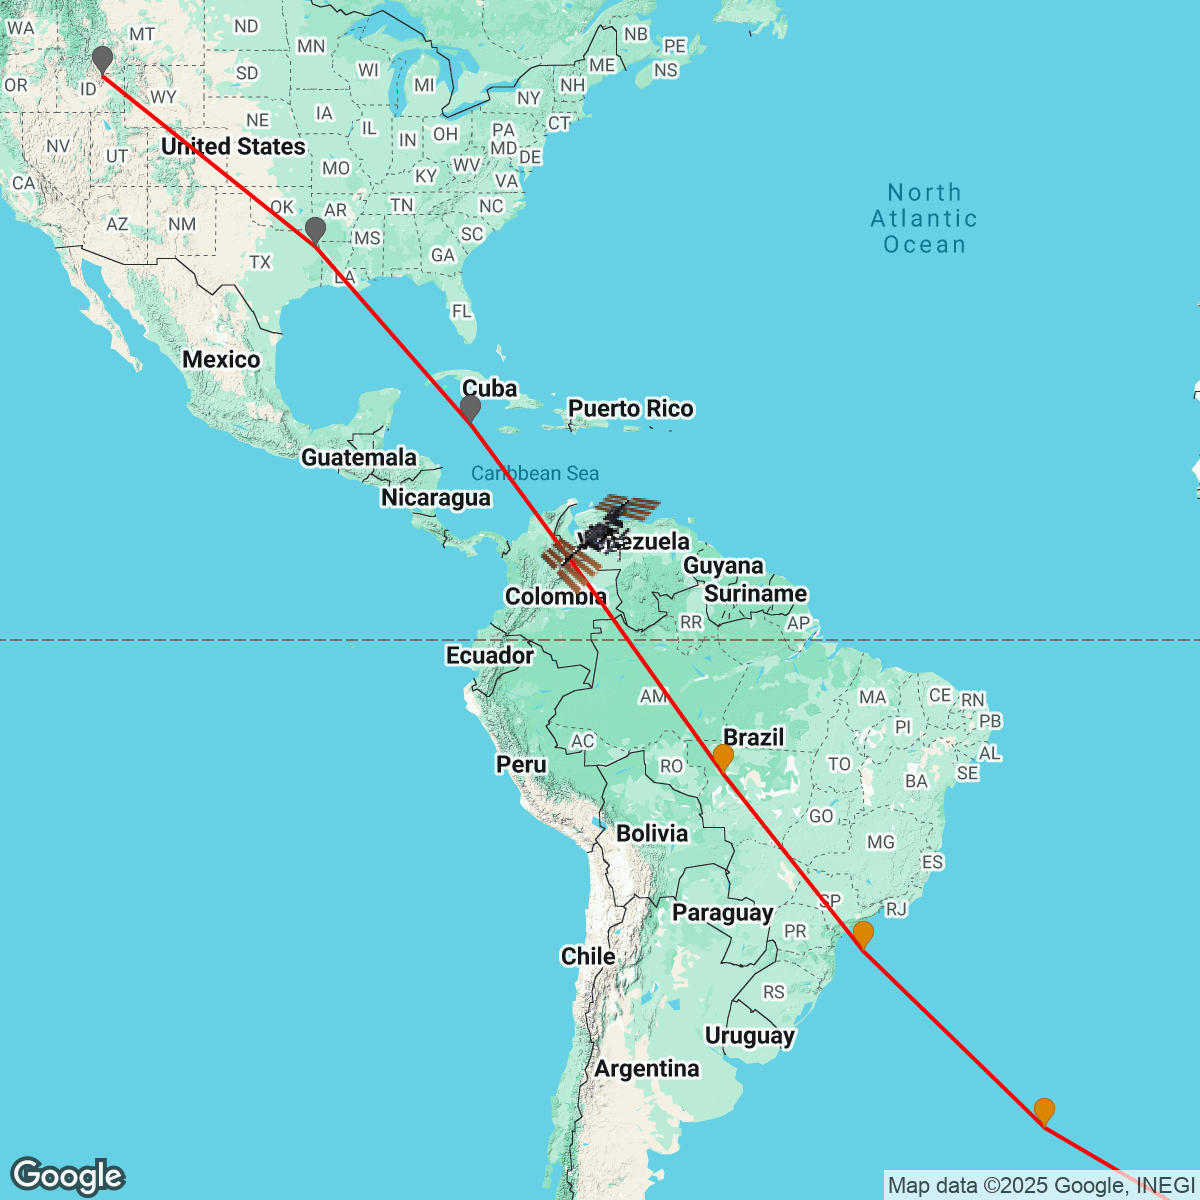 WA
MT
ND
MN
NB
PE
OR
ID
WY
SD
WI
MI
ME
NS
NH
NY
CT
NV
UT
NE
IA
IL
IN
OH
PA
MD
DE
United States
CA
MO
KY
WV
VA
AZ
NM
OK
AR
TN
NC
TX
MS
SC
GA
LA
FL
North
Atlantic
Ocean
Mexico
Cuba
Puerto Rico
Guatemala
Caribbean Sea
Nicaragua
Venezuela
Guyana
Suriname
Colombia
RR
AP
Ecuador
AM
MA
CE
RN
PB
PI
AL
Brazil
AC
RO
TO
BA
SE
Peru
GO
Bolivia
MG
ES
SP
RJ
Paraguay
PR
Chile
RS
Uruguay
Argentina
Google
Map data ©2025 Google, INEGI